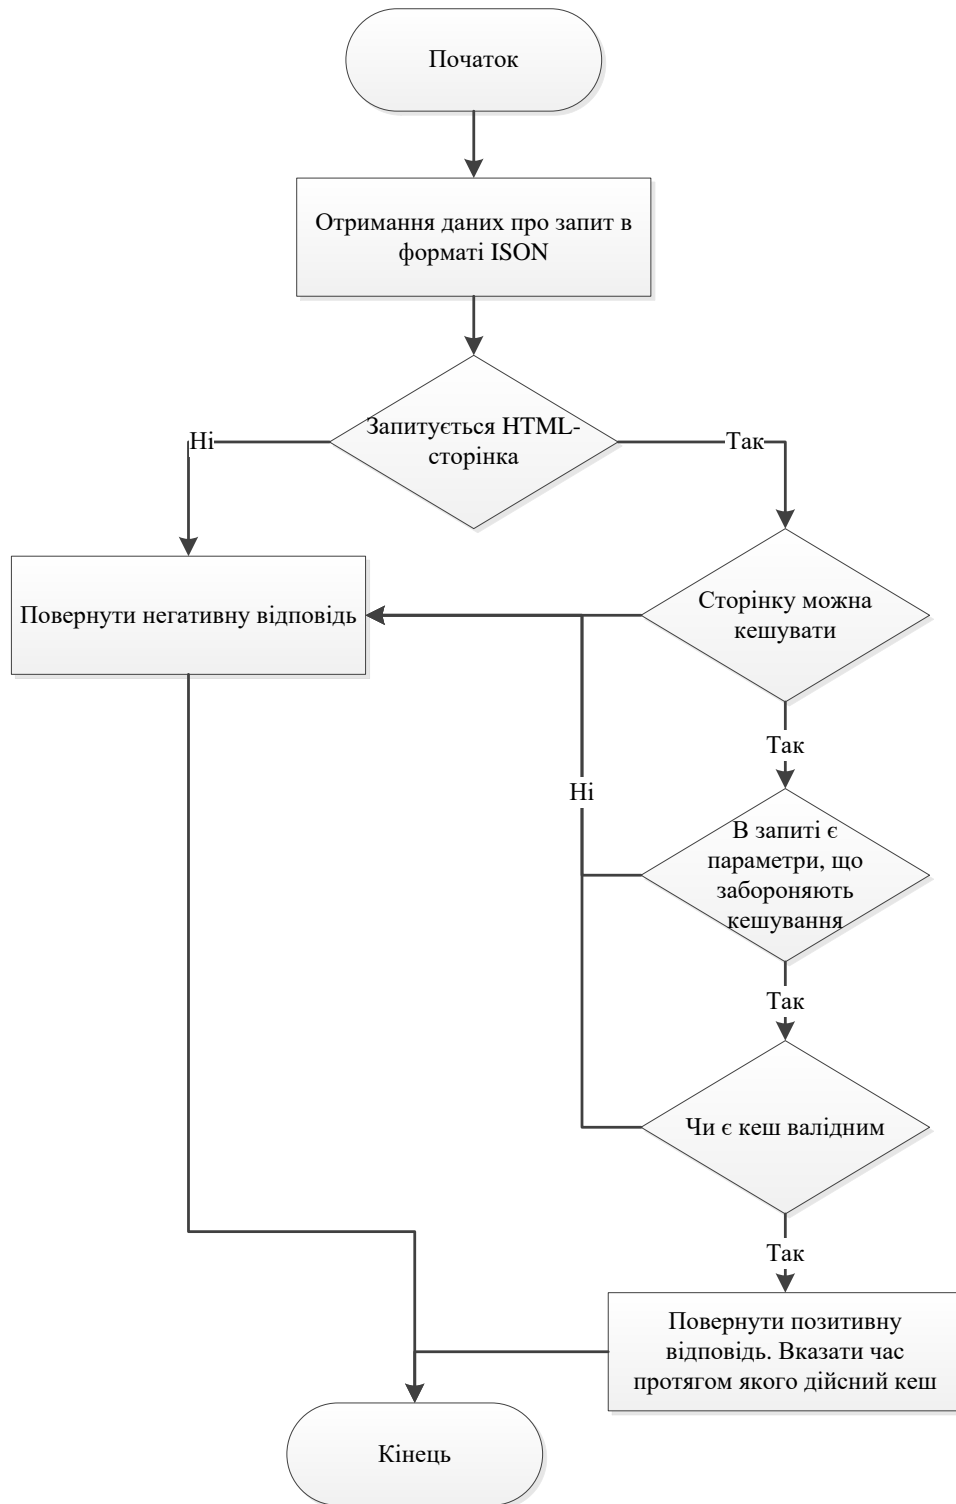 Початок
Отримання даних про запит в
форматі ISON
Запитується HTML-
сторінка
Ні
Так
Повернути негативну відповідь
Сторінку можна
кешувати
Так
Ні
В запиті є
параметри, що
забороняють
кешування
Так
Чи є кеш валідним
Так
Повернути позитивну
відповідь. Вказати час
протягом якого дійсний кеш
Кінець